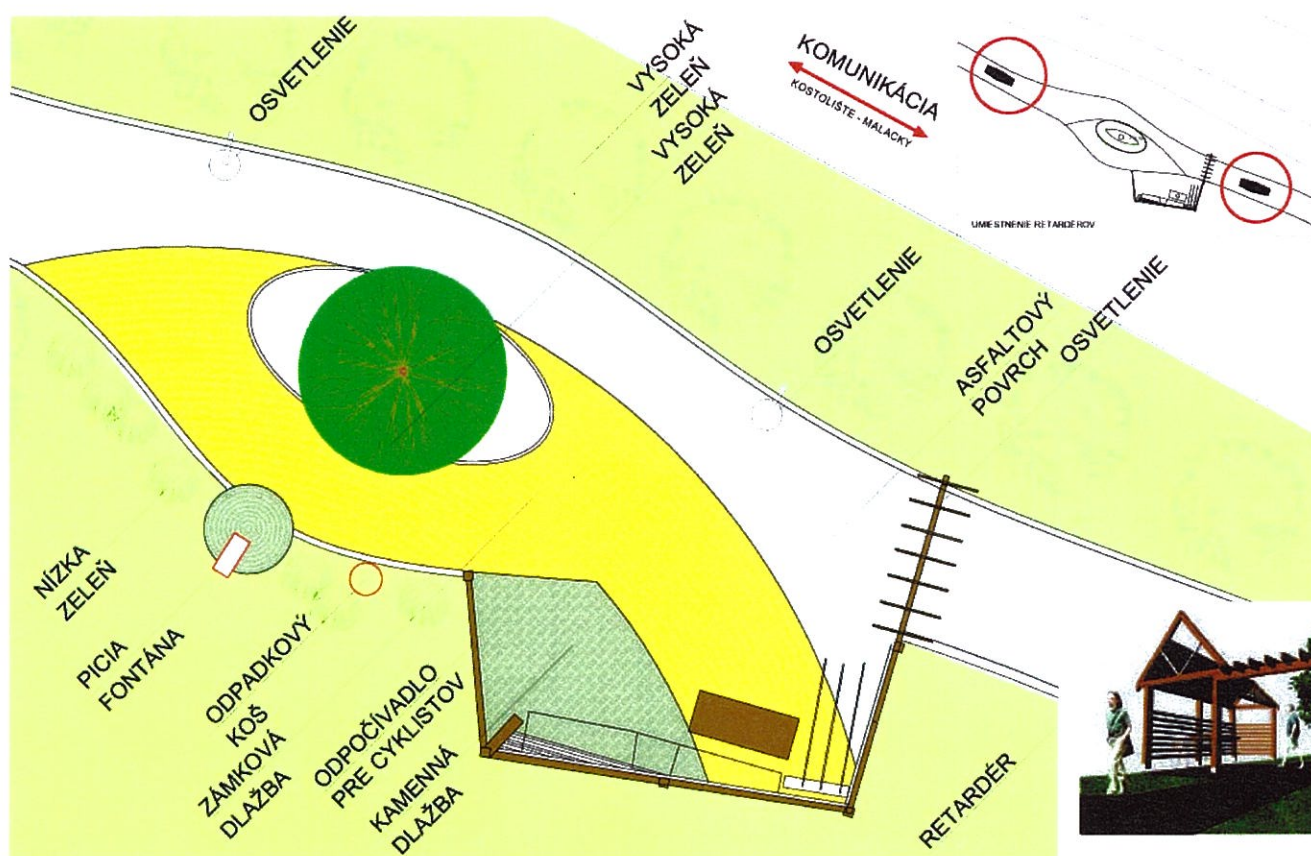 OSVETLENIE
VYSOKÁ
ZELEŇ
VYSOKÁ
ZELEŇ
KOMUNIKÁCIA
KOSTOLIŠTE - MALACKY
UMIESTNENIE RETARDÉROV
OSVETLENIE
ASFALTOVÝ
POVRCH
OSVETLENIE
NÍZKA
ZELEŇ
PICIA
FONTÁNA
ODPADKOVÝ
KOŠ
ZÁMKOVÁ
DLAŽBA
ODPOČÍVADLO
PRE CYKLISTOV
KAMENNÁ
DLAŽBA
RETARDÉR